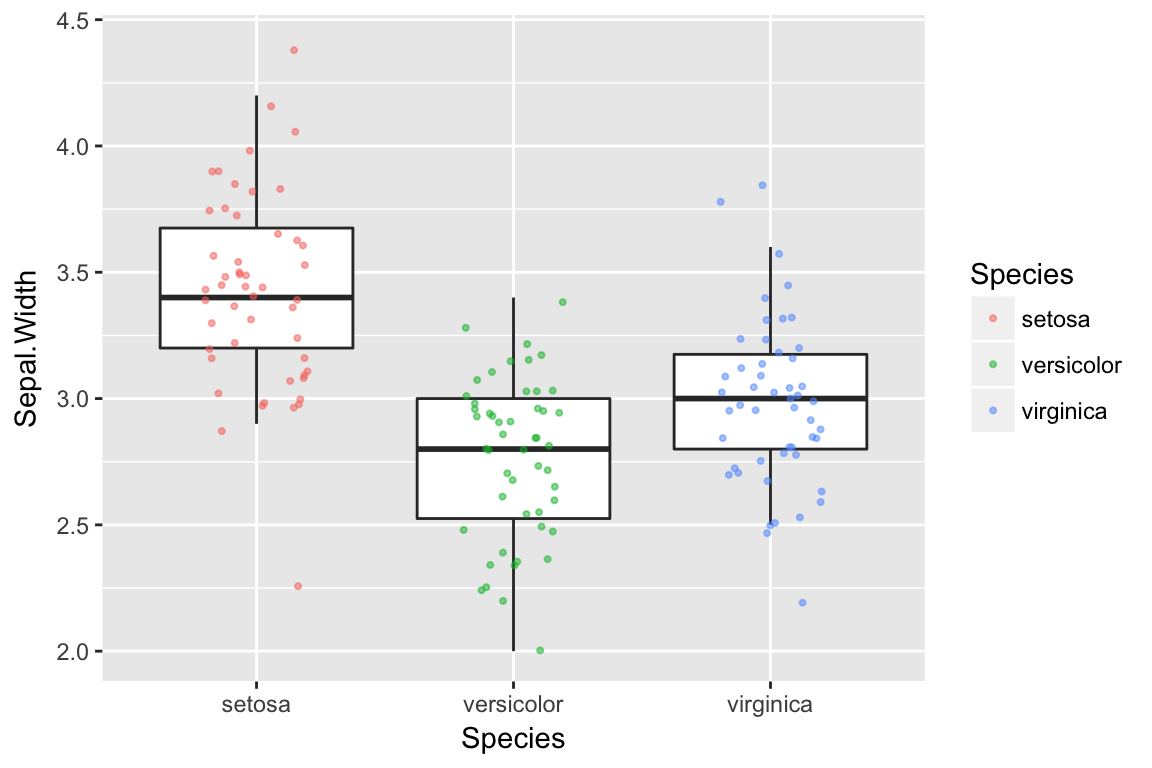 4.5
4.0
3.5
3.0
2.5
2.0
Sepal.Width
setosa
versicolor
virginica
Species
Species
setosa
versicolor
virginica